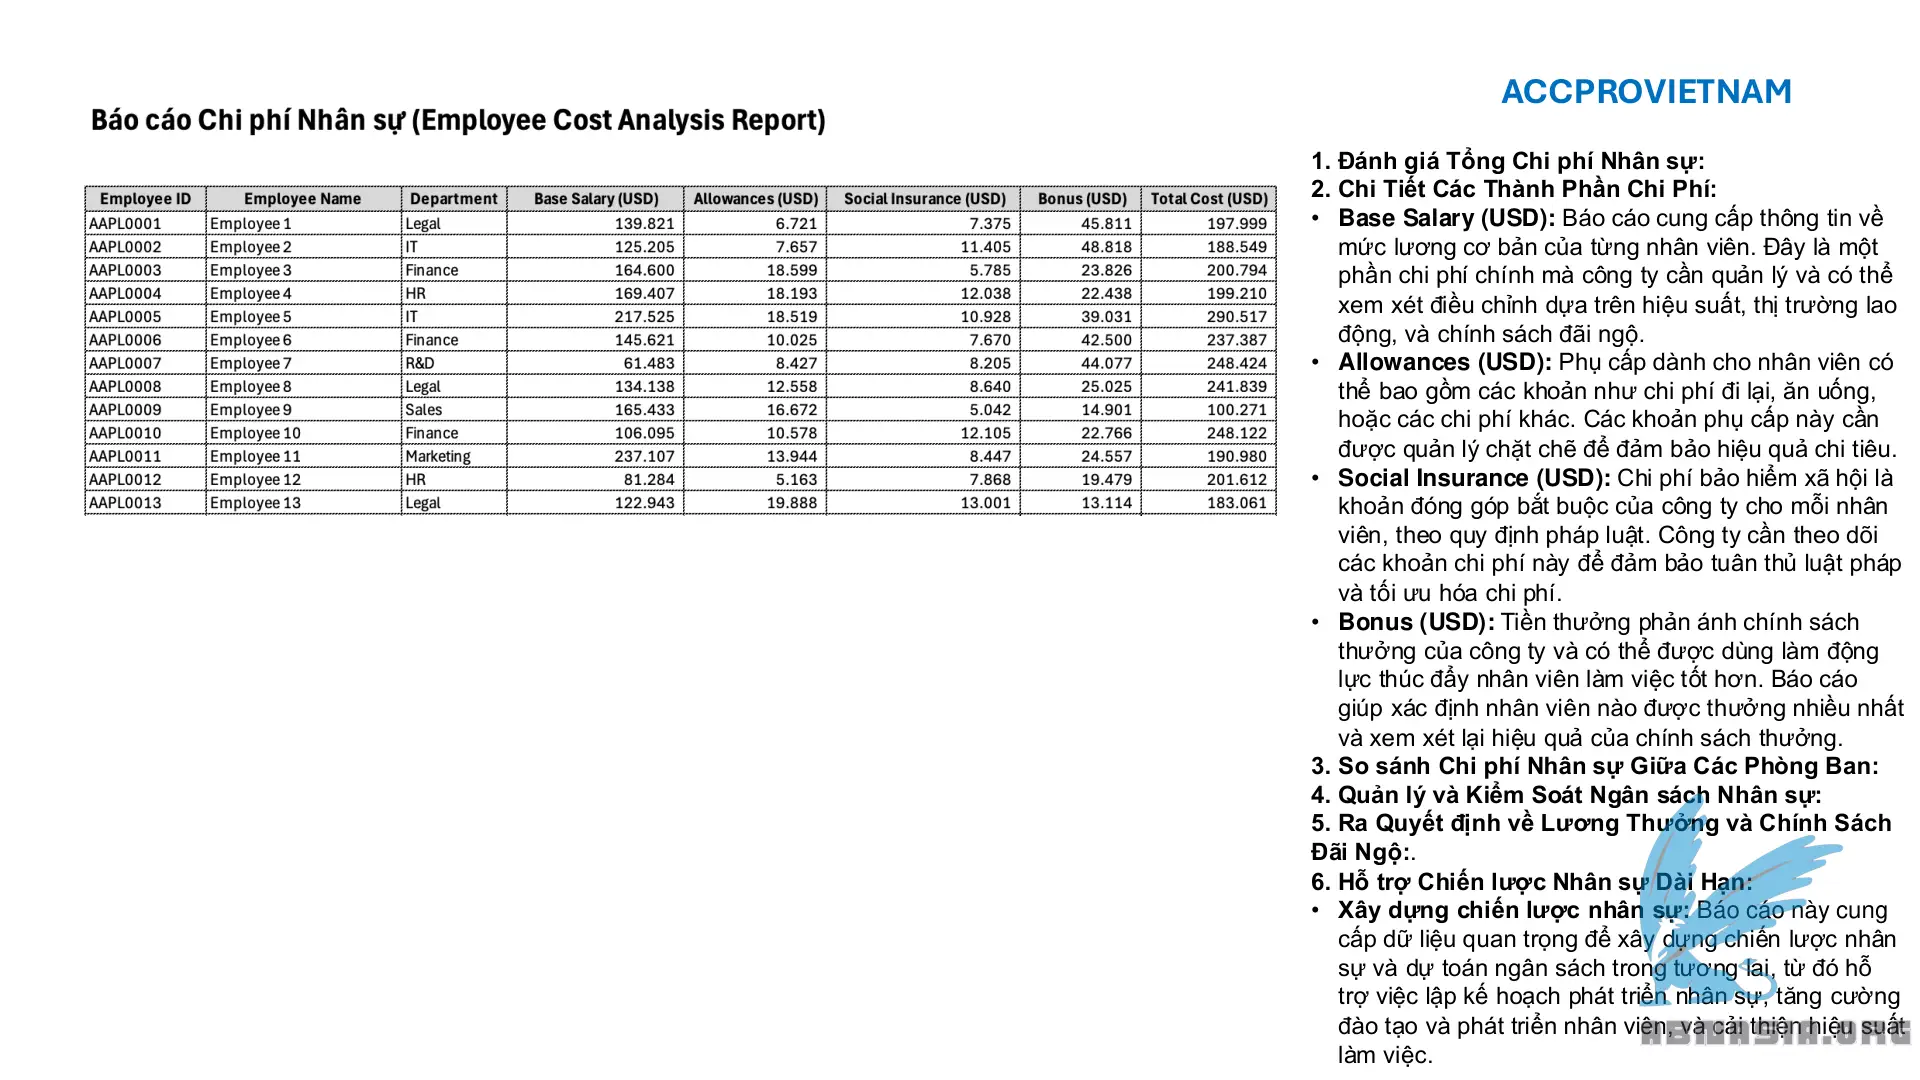 ACCPROVIETNAM
Báo cáo Chi phí Nhân sự (Employee Cost Analysis Report)
Employee ID Employee Name Department Base Salary (USD) Allowances (USD) Social Insurance (USD) Bonus (USD) Total Cost (USD)
AAPL0001 Employee 1 Legal 139.821 6.721 7.375 45.811 197.999
AAPL0002 Employee 2 IT 125.205 7.657 11.405 48.818 188.549
AAPL0003 Employee 3 Finance 164.600 18.599 5.785 23.826 200.794
AAPL0004 Employee 4 HR 169.407 18.193 12.038 22.438 199.210
AAPL0005 Employee 5 IT 217.525 18.519 10.928 39.031 290.517
AAPL0006 Employee 6 Finance 145.621 10.025 7.670 42.500 237.387
AAPL0007 Employee 7 R&D 61.483 8.427 8.205 44.077 248.424
AAPL0008 Employee 8 Legal 134.138 12.558 8.640 25.025 241.839
AAPL0009 Employee 9 Sales 165.433 16.672 5.042 14.901 100.271
AAPL0010 Employee 10 Finance 106.095 10.578 12.105 22.766 248.122
AAPL0011 Employee 11 Marketing 237.107 13.944 8.447 24.557 190.980
AAPL0012 Employee 12 HR 81.284 5.163 7.868 19.479 201.612
AAPL0013 Employee 13 Legal 122.943 19.888 13.001 13.114 183.061
1. Đánh giá Tổng Chi phí Nhân sự:
2. Chi Tiết Các Thành Phần Chi Phí:
• Base Salary (USD): Báo cáo cung cấp thông tin về
mức lương cơ bản của từng nhân viên. Đây là một
phần chi phí chính mà công ty cần quản lý và có thể
xem xét điều chỉnh dựa trên hiệu suất, thị trường lao
động, và chính sách đãi ngộ.
• Allowances (USD): Phụ cấp dành cho nhân viên có
thể bao gồm các khoản như chi phí đi lại, ăn uống,
hoặc các chi phí khác. Các khoản phụ cấp này cần
được quản lý chặt chẽ để đảm bảo hiệu quả chi tiêu.
• Social Insurance (USD): Chi phí bảo hiểm xã hội là
khoản đóng góp bắt buộc của công ty cho mỗi nhân
viên, theo quy định pháp luật. Công ty cần theo dõi
các khoản chi phí này để đảm bảo tuân thủ luật pháp
và tối ưu hóa chi phí.
• Bonus (USD): Tiền thưởng phản ánh chính sách
thưởng của công ty và có thể được dùng làm động
lực thúc đẩy nhân viên làm việc tốt hơn. Báo cáo
giúp xác định nhân viên nào được thưởng nhiều nhất
và xem xét lại hiệu quả của chính sách thưởng.
3. So sánh Chi phí Nhân sự Giữa Các Phòng Ban:
4. Quản lý và Kiểm Soát Ngân sách Nhân sự:
5. Ra Quyết định về Lương Thưởng và Chính Sách
Đãi Ngộ:.
6. Hỗ trợ Chiến lược Nhân sự Dài Hạn:
• Xây dựng chiến lược nhân sự: Báo cáo này cung
cấp dữ liệu quan trọng để xây dựng chiến lược nhân
sự và dự toán ngân sách trong tương lai, từ đó hỗ
trợ việc lập kế hoạch phát triển nhân sự, tăng cường
đào tạo và phát triển nhân viên, và cải thiện hiệu suất
làm việc.
ABMASIA.ORG